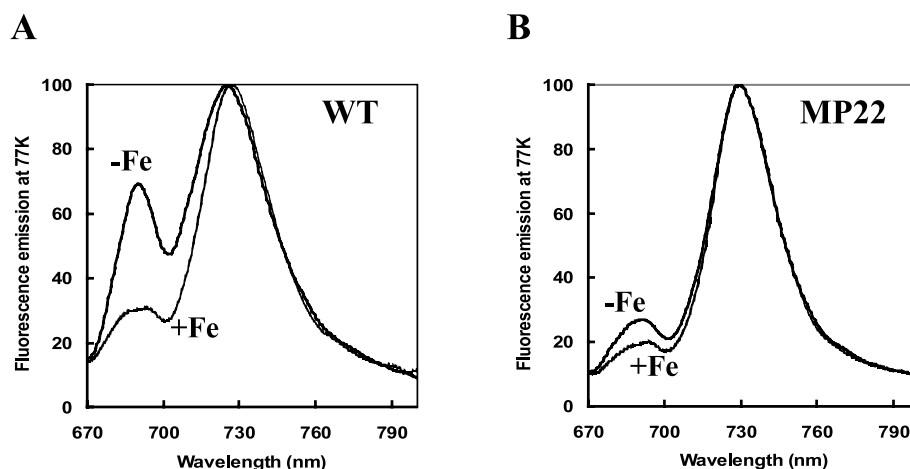 A
B
Fluorescence emission at 77K
100
80
60
40
20
0
WT
-Fe
+Fe
670
700
730
760
790
Wavelength (nm)
Fluorescence emission at 77K
100
80
60
40
20
0
MP22
-Fe
+Fe
670
700
730
760
790
Wavelength (nm)